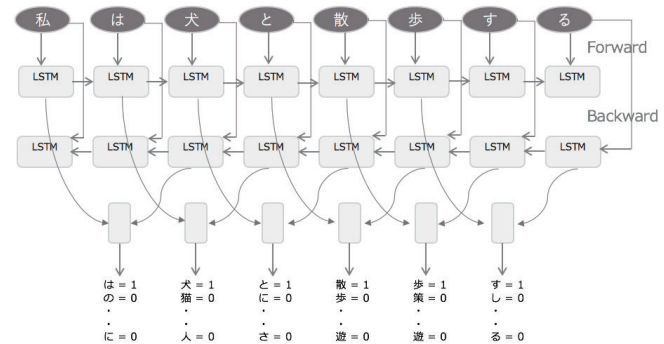 私 は 犬 と 散 歩 す る
Forward
LSTM LSTM LSTM LSTM LSTM LSTM LSTM LSTM
Backward
LSTM LSTM LSTM LSTM LSTM LSTM LSTM LSTM
は = 1 犬 = 1 と = 1 散 = 1 歩 = 1 す = 1
の = 0 猫 = 0 に = 0 歩 = 0 策 = 0 し = 0
・ ・ ・ ・ ・ ・
・ ・ ・ ・ ・ ・
に = 0 人 = 0 さ = 0 遊 = 0 遊 = 0 る = 0